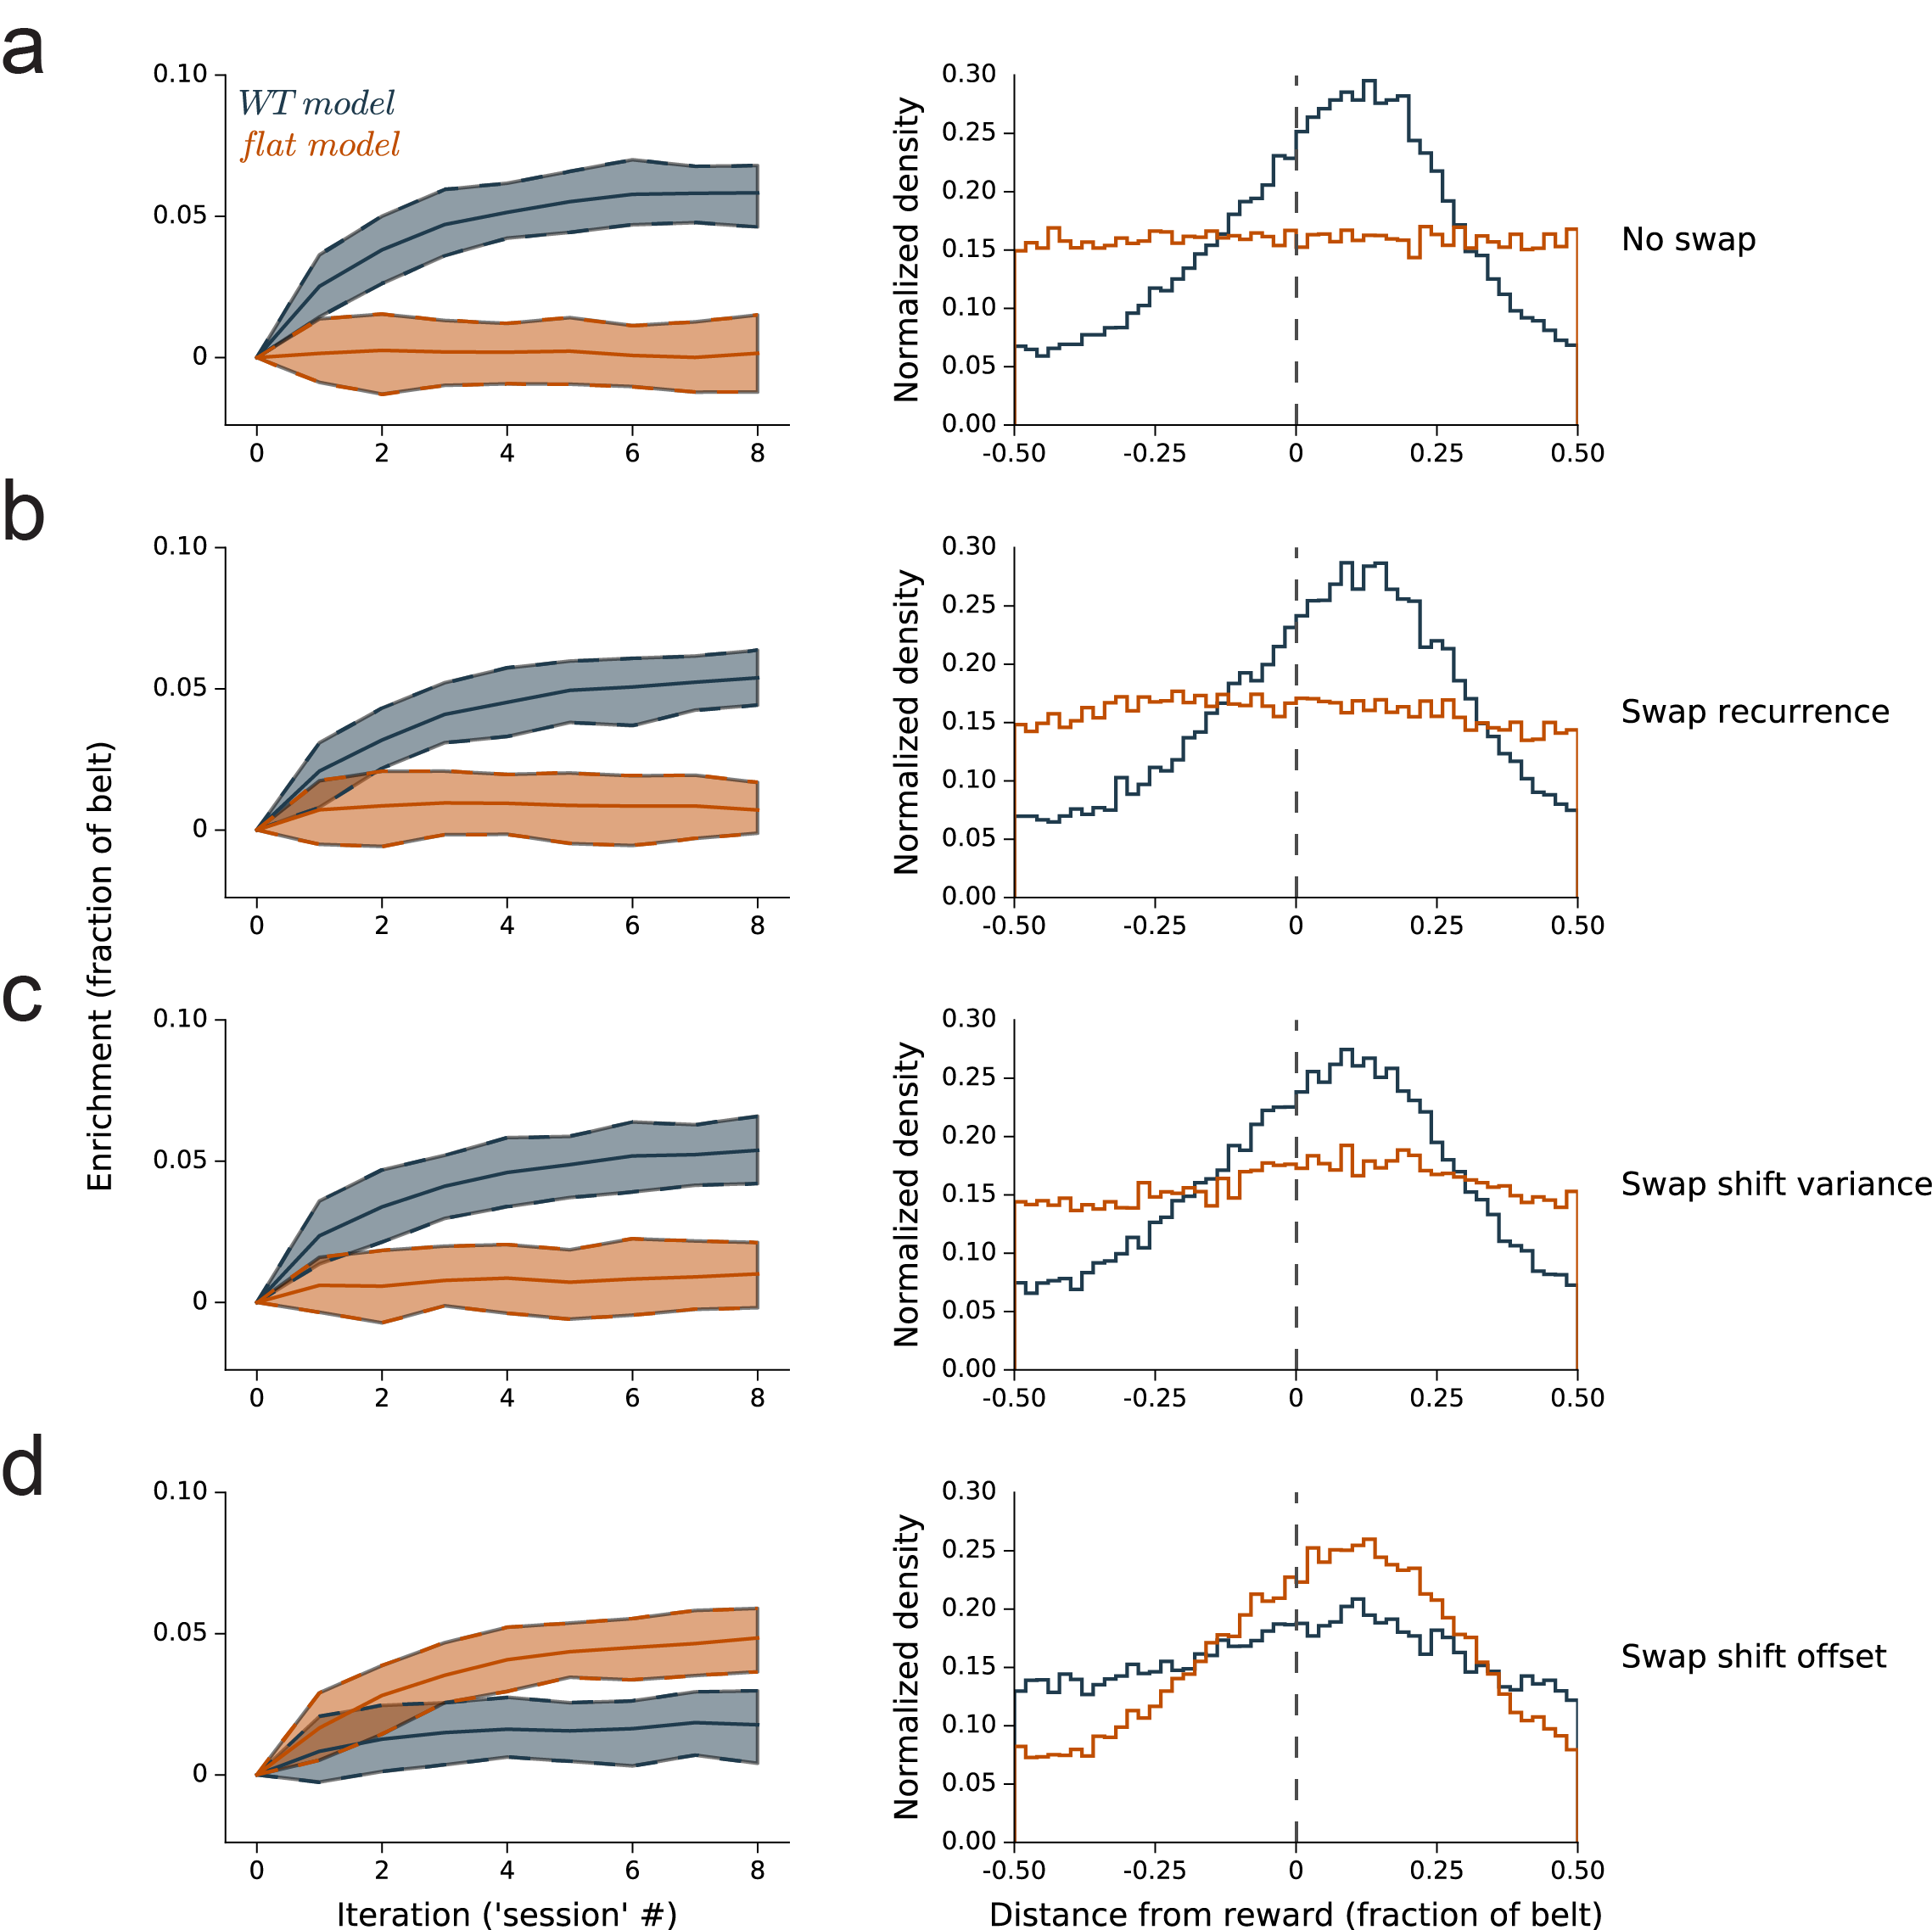 a
0.10
0.05
0
WT model
flat model
0 2 4 6 8
Normalized density
0.30
0.25
0.20
0.15
0.10
0.05
0.00
-0.50 -0.25 0 0.25 0.50
No swap
b
0.10
0.05
0
0 2 4 6 8
Normalized density
0.30
0.25
0.20
0.15
0.10
0.05
0.00
-0.50 -0.25 0 0.25 0.50
Swap recurrence
Enrichment (fraction of belt)
c
0.10
0.05
0
0 2 4 6 8
Normalized density
0.30
0.25
0.20
0.15
0.10
0.05
0.00
-0.50 -0.25 0 0.25 0.50
Swap shift variance
d
0.10
0.05
0
0 2 4 6 8
Iteration ('session' #)
Normalized density
0.30
0.25
0.20
0.15
0.10
0.05
0.00
-0.50 -0.25 0 0.25 0.50
Distance from reward (fraction of belt)
Swap shift offset